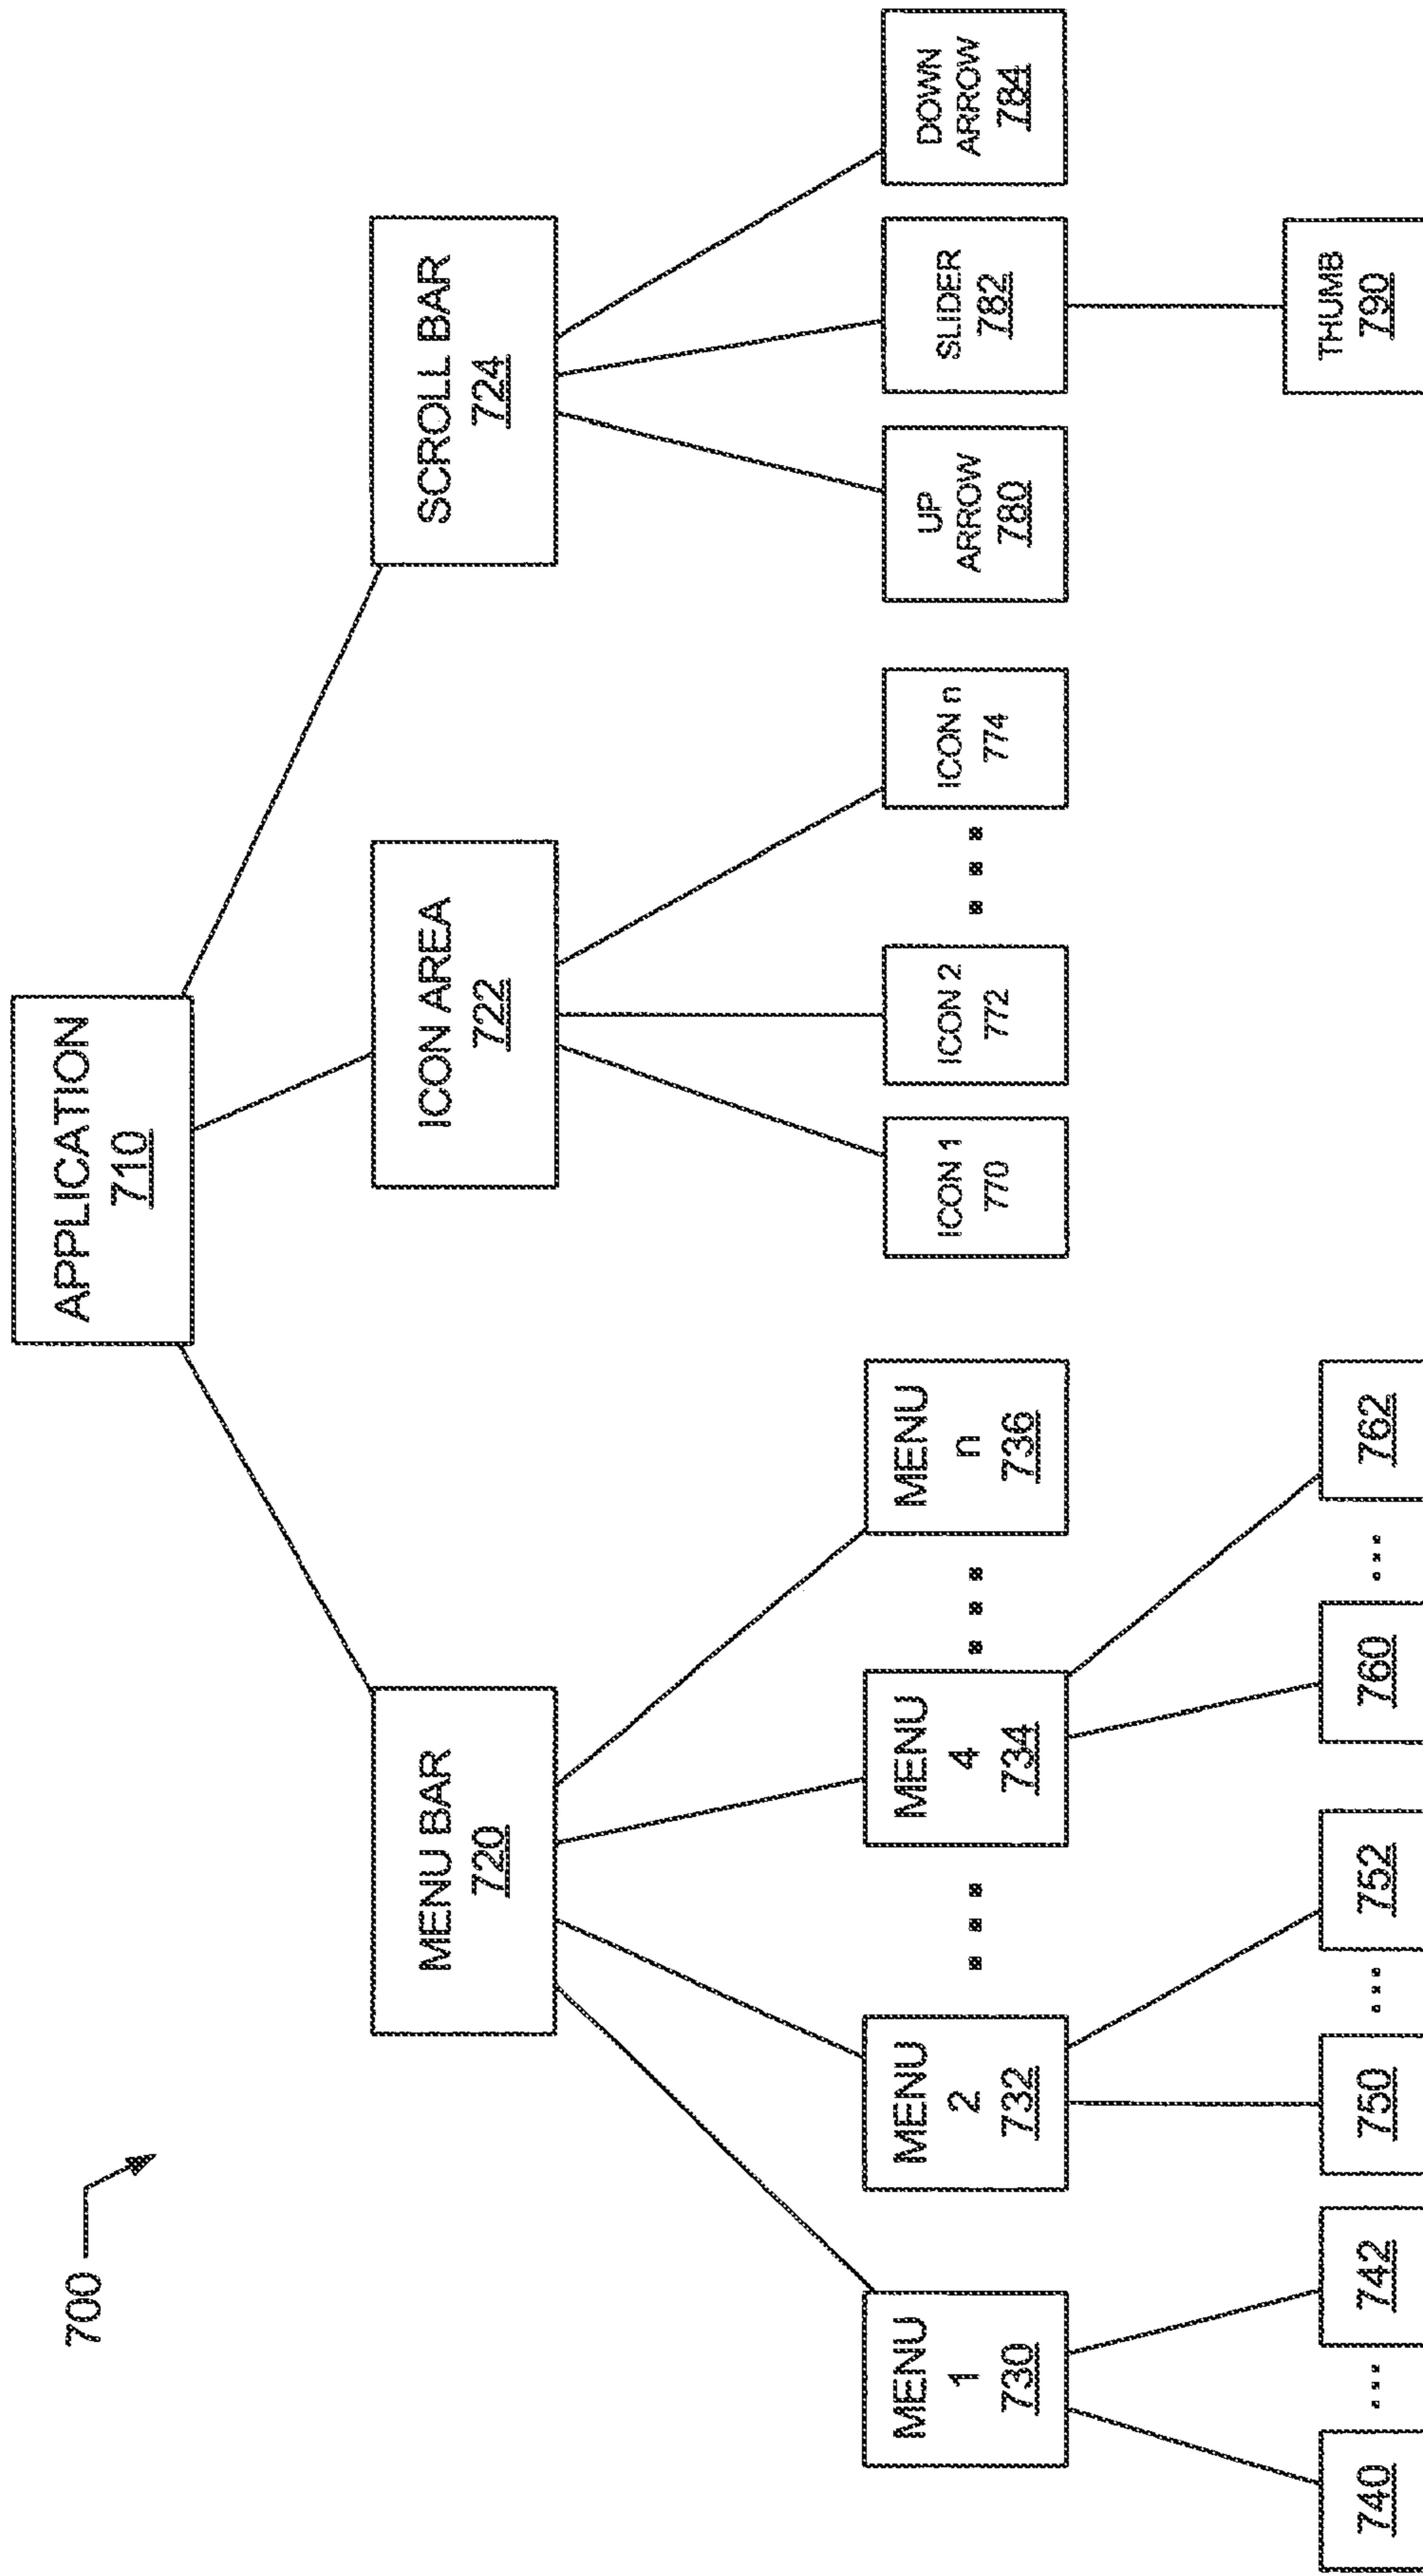 700
APPLICATION
710
MENU BAR
720
ICON AREA
722
SCROLL BAR
724
MENU
1
730
MENU
2
732
MENU
4
734
MENU
n
736
ICON 1
770
ICON 2
772
ICON n
774
UP
ARROW
780
SLIDER
782
DOWN
ARROW
784
740
742
750
752
760
762
THUMB
790